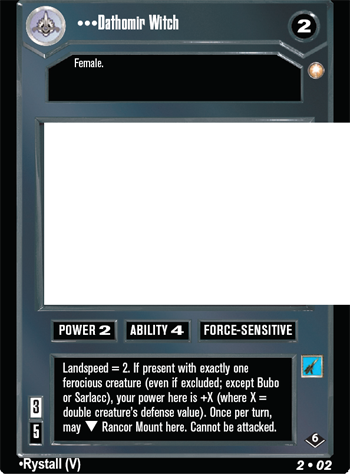 •••Dathomir Witch
2
Female.
POWER 2
ABILITY 4
FORCE-SENSITIVE
Landspeed = 2. If present with exactly one
ferocious creature (even if excluded; except Bubo
or Sarlacc), your power here is +X (where X =
double creature's defense value). Once per turn,
may ▼ Rancor Mount here. Cannot be attacked.
3
5
6
•Rystall (V)
2 • 02